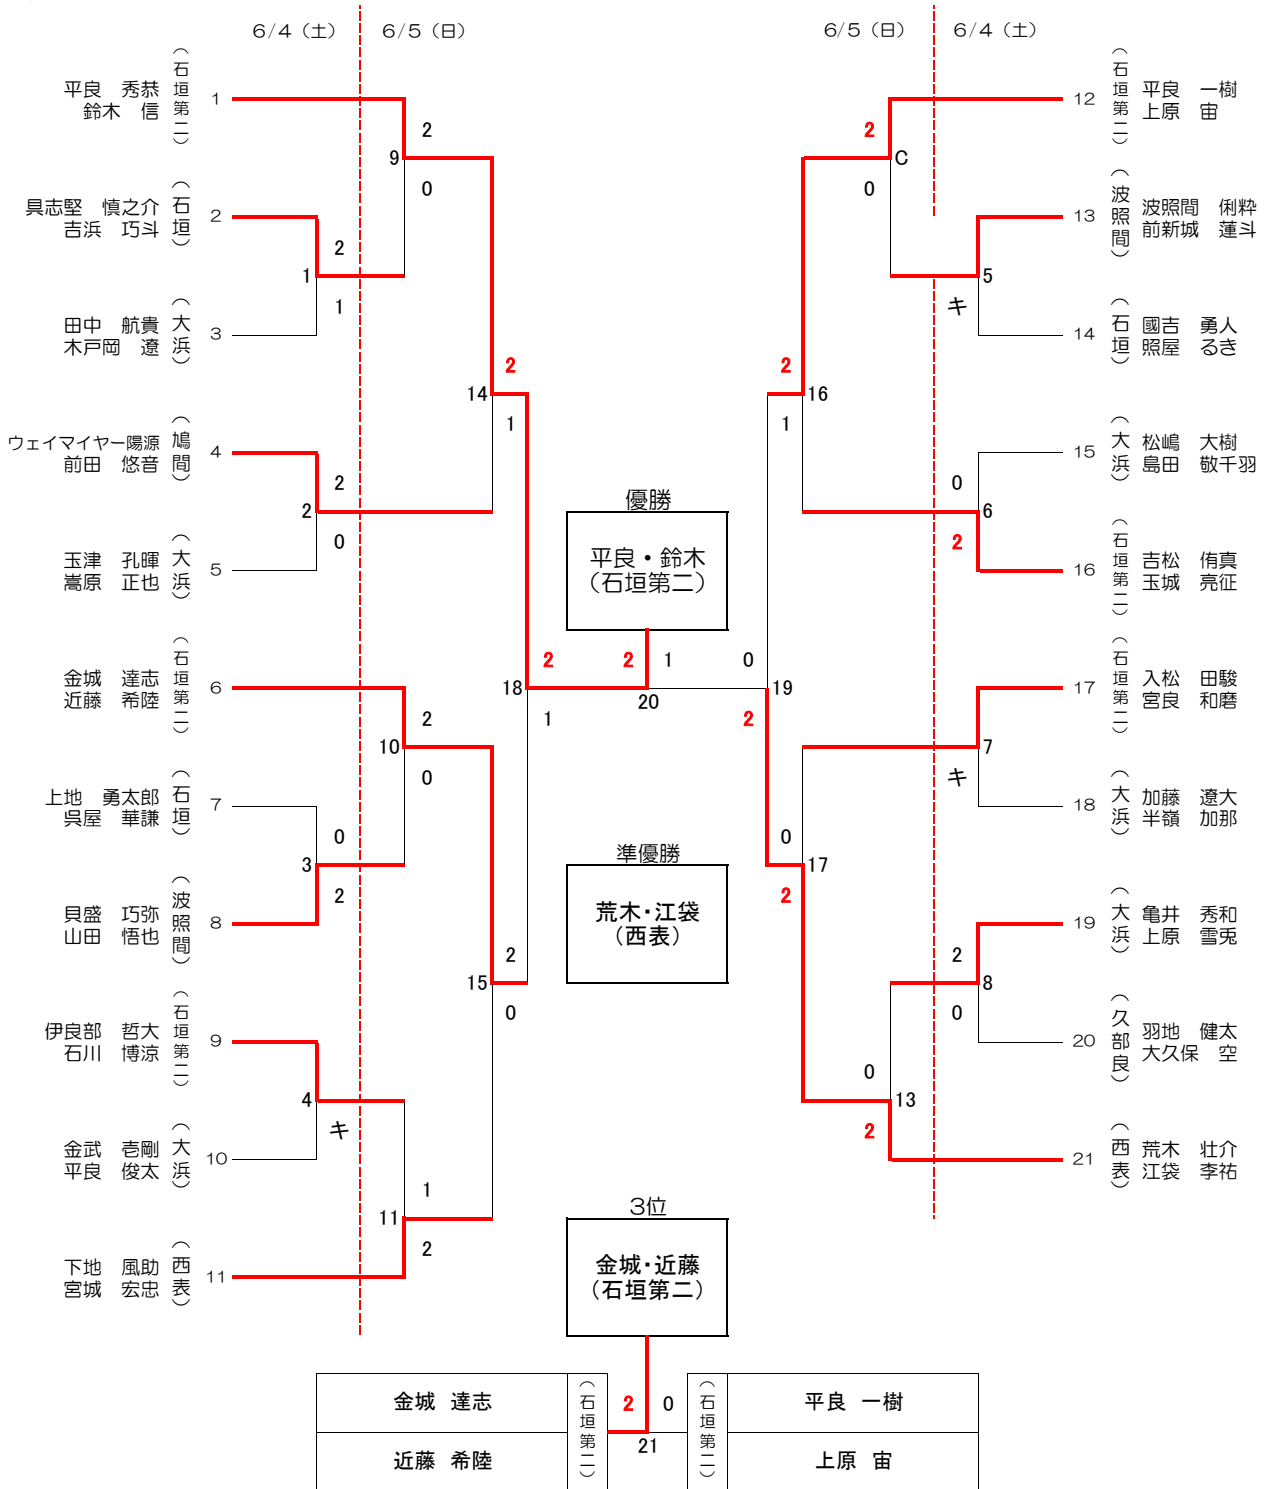 6/4（土） 6/5（日） 6/5（日） 6/4（土）
平良　秀恭
鈴木　信
（石垣第二）
1
具志堅　慎之介
吉浜　巧斗
（石垣）
2
田中　航貴
木戸岡　遼
（大浜）
3
ウェイマイヤー陽源
前田　悠音
（鳩間）
4
玉津　孔暉
嵩原　正也
（大浜）
5
金城　達志
近藤　希陸
（石垣第二）
6
上地　勇太郎
呉屋　華謙
（石垣）
7
貝盛　巧弥
山田　悟也
（波照間）
8
伊良部　哲大
石川　博涼
（石垣第二）
9
金武　壱剛
平良　俊太
（大浜）
10
下地　風助
宮城　宏忠
（西表）
11
2
9
0
2
1
1
2
14
1
2
2
0
2
10
0
0
3
2
2
15
0
4
キ
1
11
2
2
18
1
優勝
平良・鈴木
（石垣第二）
2
1
20
準優勝
荒木・江袋
（西表）
3位
金城・近藤
（石垣第二）
0
19
2
2
C
0
5
キ
2
16
1
0
6
2
7
キ
0
17
2
2
8
0
0
13
2
12
（石垣第二）
平良　一樹
上原　宙
13
（波照間）
波照間　俐粋
前新城　蓮斗
14
（石垣）
國吉　勇人
照屋　るき
15
（大浜）
松嶋　大樹
島田　敬千羽
16
（石垣第二）
吉松　侑真
玉城　亮征
17
（石垣第二）
入松　田駿
宮良　和磨
18
（大浜）
加藤　遼大
半嶺　加那
19
（大浜）
亀井　秀和
上原　雪兎
20
（久部良）
羽地　健太
大久保　空
21
（西表）
荒木　壮介
江袋　李祐
金城　達志
近藤　希陸
（石垣第二）
2
0
21
（石垣第二）
平良　一樹
上原　宙